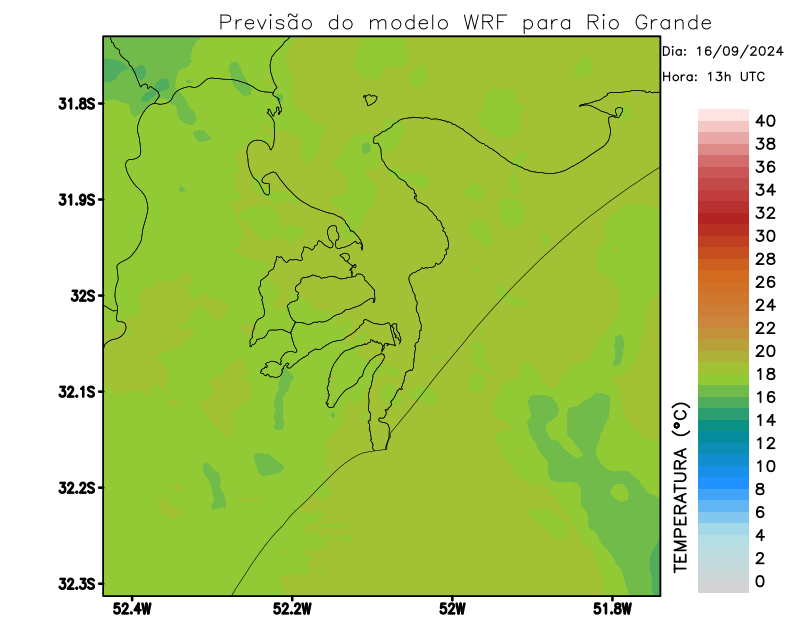 Previsão do modelo WRF para Rio Grande
Dia: 16/09/2024
Hora: 13h UTC
31.8S
31.9S
32S
32.1S
32.2S
32.3S
52.4W
52.2W
52W
51.8W
TEMPERATURA (°C)
40
38
36
34
32
30
28
26
24
22
20
18
16
14
12
10
8
6
4
2
0